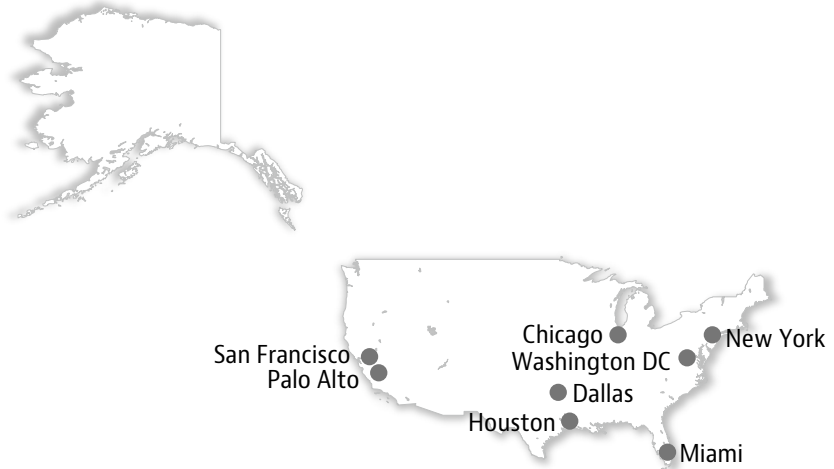 Chicago
New York
San Francisco
Washington DC
Palo Alto
Dallas
Houston
Miami